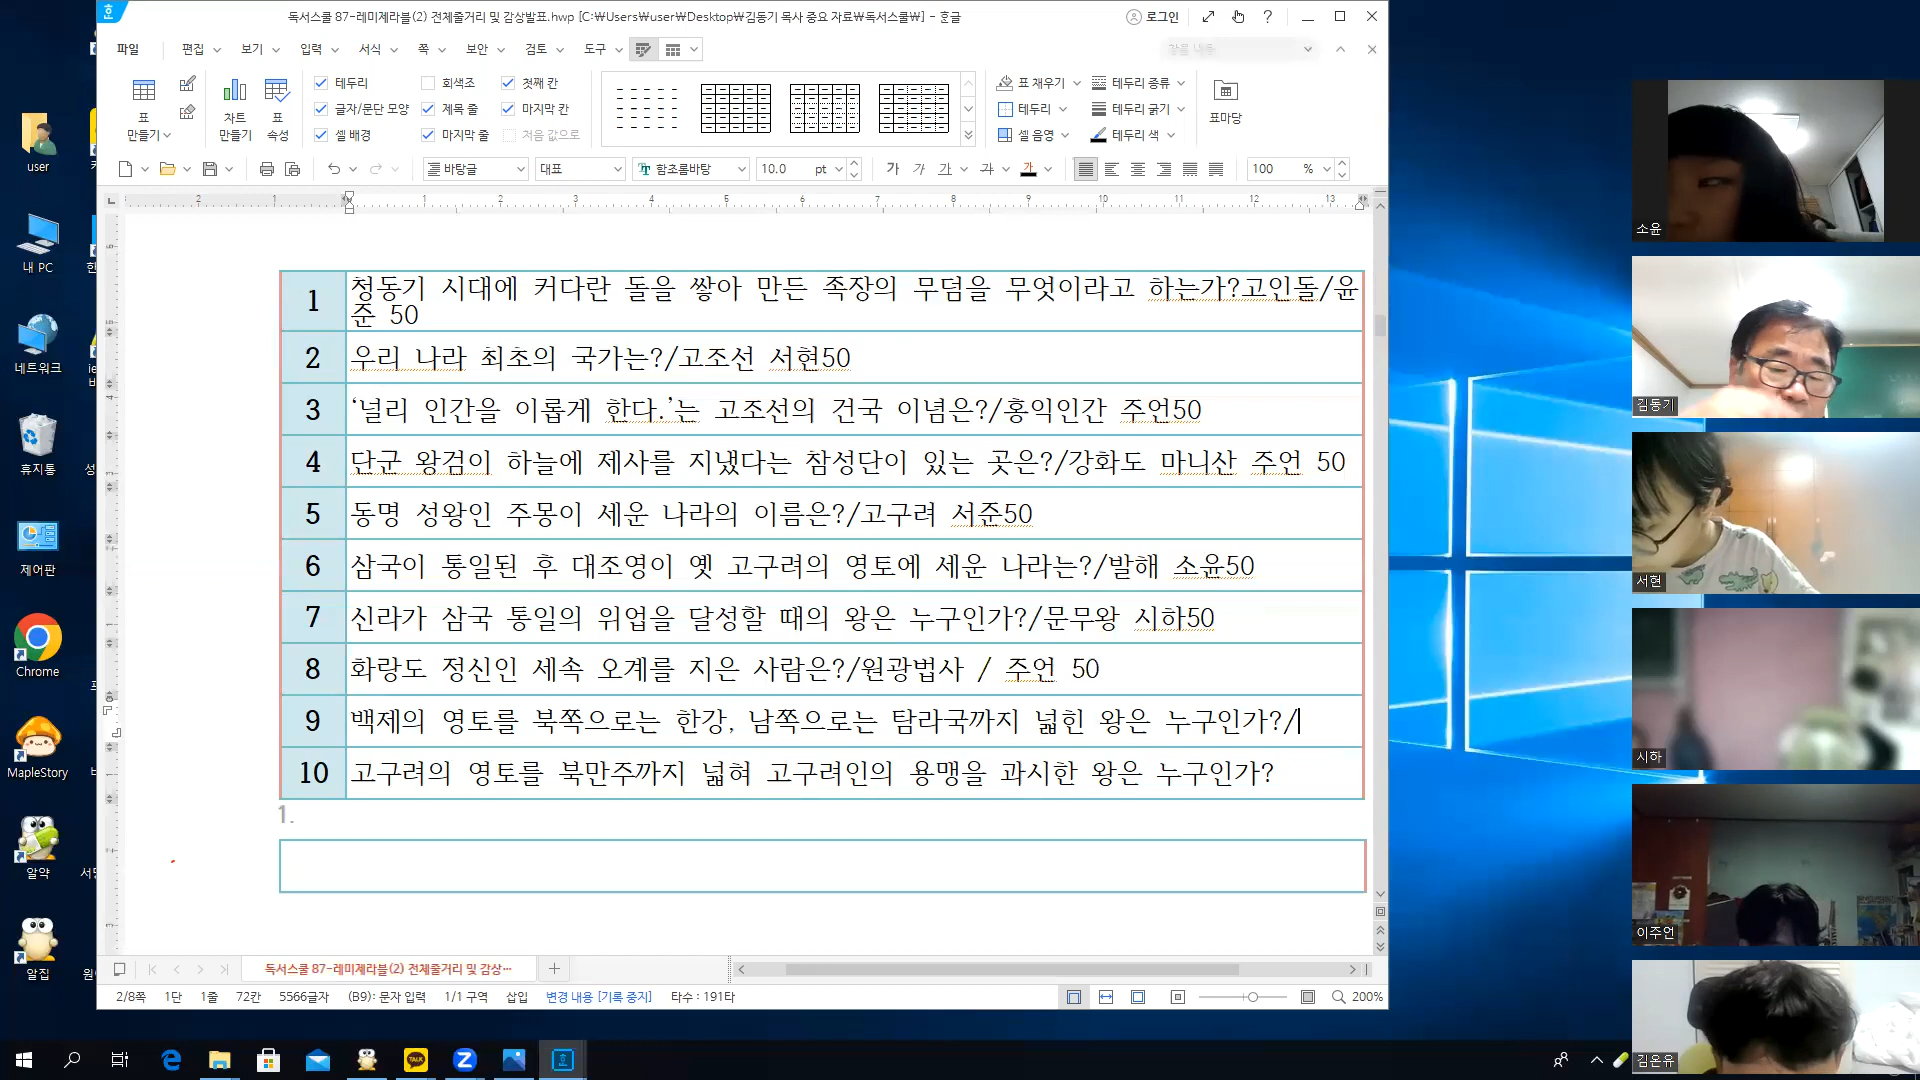 독서스쿨 87-레미제라블(2) 전체줄거리 및 감상발표.hwp [C:₩Users₩user₩Desktop₩김동기 목사 중요 자료₩독서스쿨₩] - 흔글
로그인
파일 편집 보기 입력 서식 쪽 보안 검토 도구
테두리 회색조 첫째 칸
글자/문단 모양 제목 줄 마지막 칸
셀 배경 마지막 줄 처음 값으로
표 만들기
차트 만들기
표 속성
표 채우기 테두리 종류
테두리 테두리 굵기
셀 음영 테두리 색
표마당
바탕글 대표 함초롬바탕 10.0 pt 가 가 가 가 가 100 %
2 1 1 2 3 4 5 6 7 8 9 10 11 12 13
1 청동기 시대에 커다란 돌을 쌓아 만든 족장의 무덤을 무엇이라고 하는가?고인돌/윤
준 50
2 우리 나라 최초의 국가는?/고조선 서현50
3 ‘널리 인간을 이롭게 한다.’는 고조선의 건국 이념은?/홍익인간 주언50
4 단군 왕검이 하늘에 제사를 지냈다는 참성단이 있는 곳은?/강화도 마니산 주언 50
5 동명 성왕인 주몽이 세운 나라의 이름은?/고구려 서준50
6 삼국이 통일된 후 대조영이 옛 고구려의 영토에 세운 나라는?/발해 소윤50
7 신라가 삼국 통일의 위업을 달성할 때의 왕은 누구인가?/문무왕 시하50
8 화랑도 정신인 세속 오계를 지은 사람은?/원광법사 / 주언 50
9 백제의 영토를 북쪽으로는 한강, 남쪽으로는 탐라국까지 넓힌 왕은 누구인가?/
10 고구려의 영토를 북만주까지 넓혀 고구려인의 용맹을 과시한 왕은 누구인가?
1.
독서스쿨 87-레미제라블(2) 전체줄거리 및 감상…
2/8쪽 1단 1줄 72칸 5566글자 (B9): 문자 입력 1/1 구역 삽입 변경 내용 [기록 중지] 타수 : 191타 200%
user
내 PC
네트워크
휴지통
제어판
Chrome
MapleStory
알약
알집
소윤
김동기
서현
시하
이주언
김온유
TALK